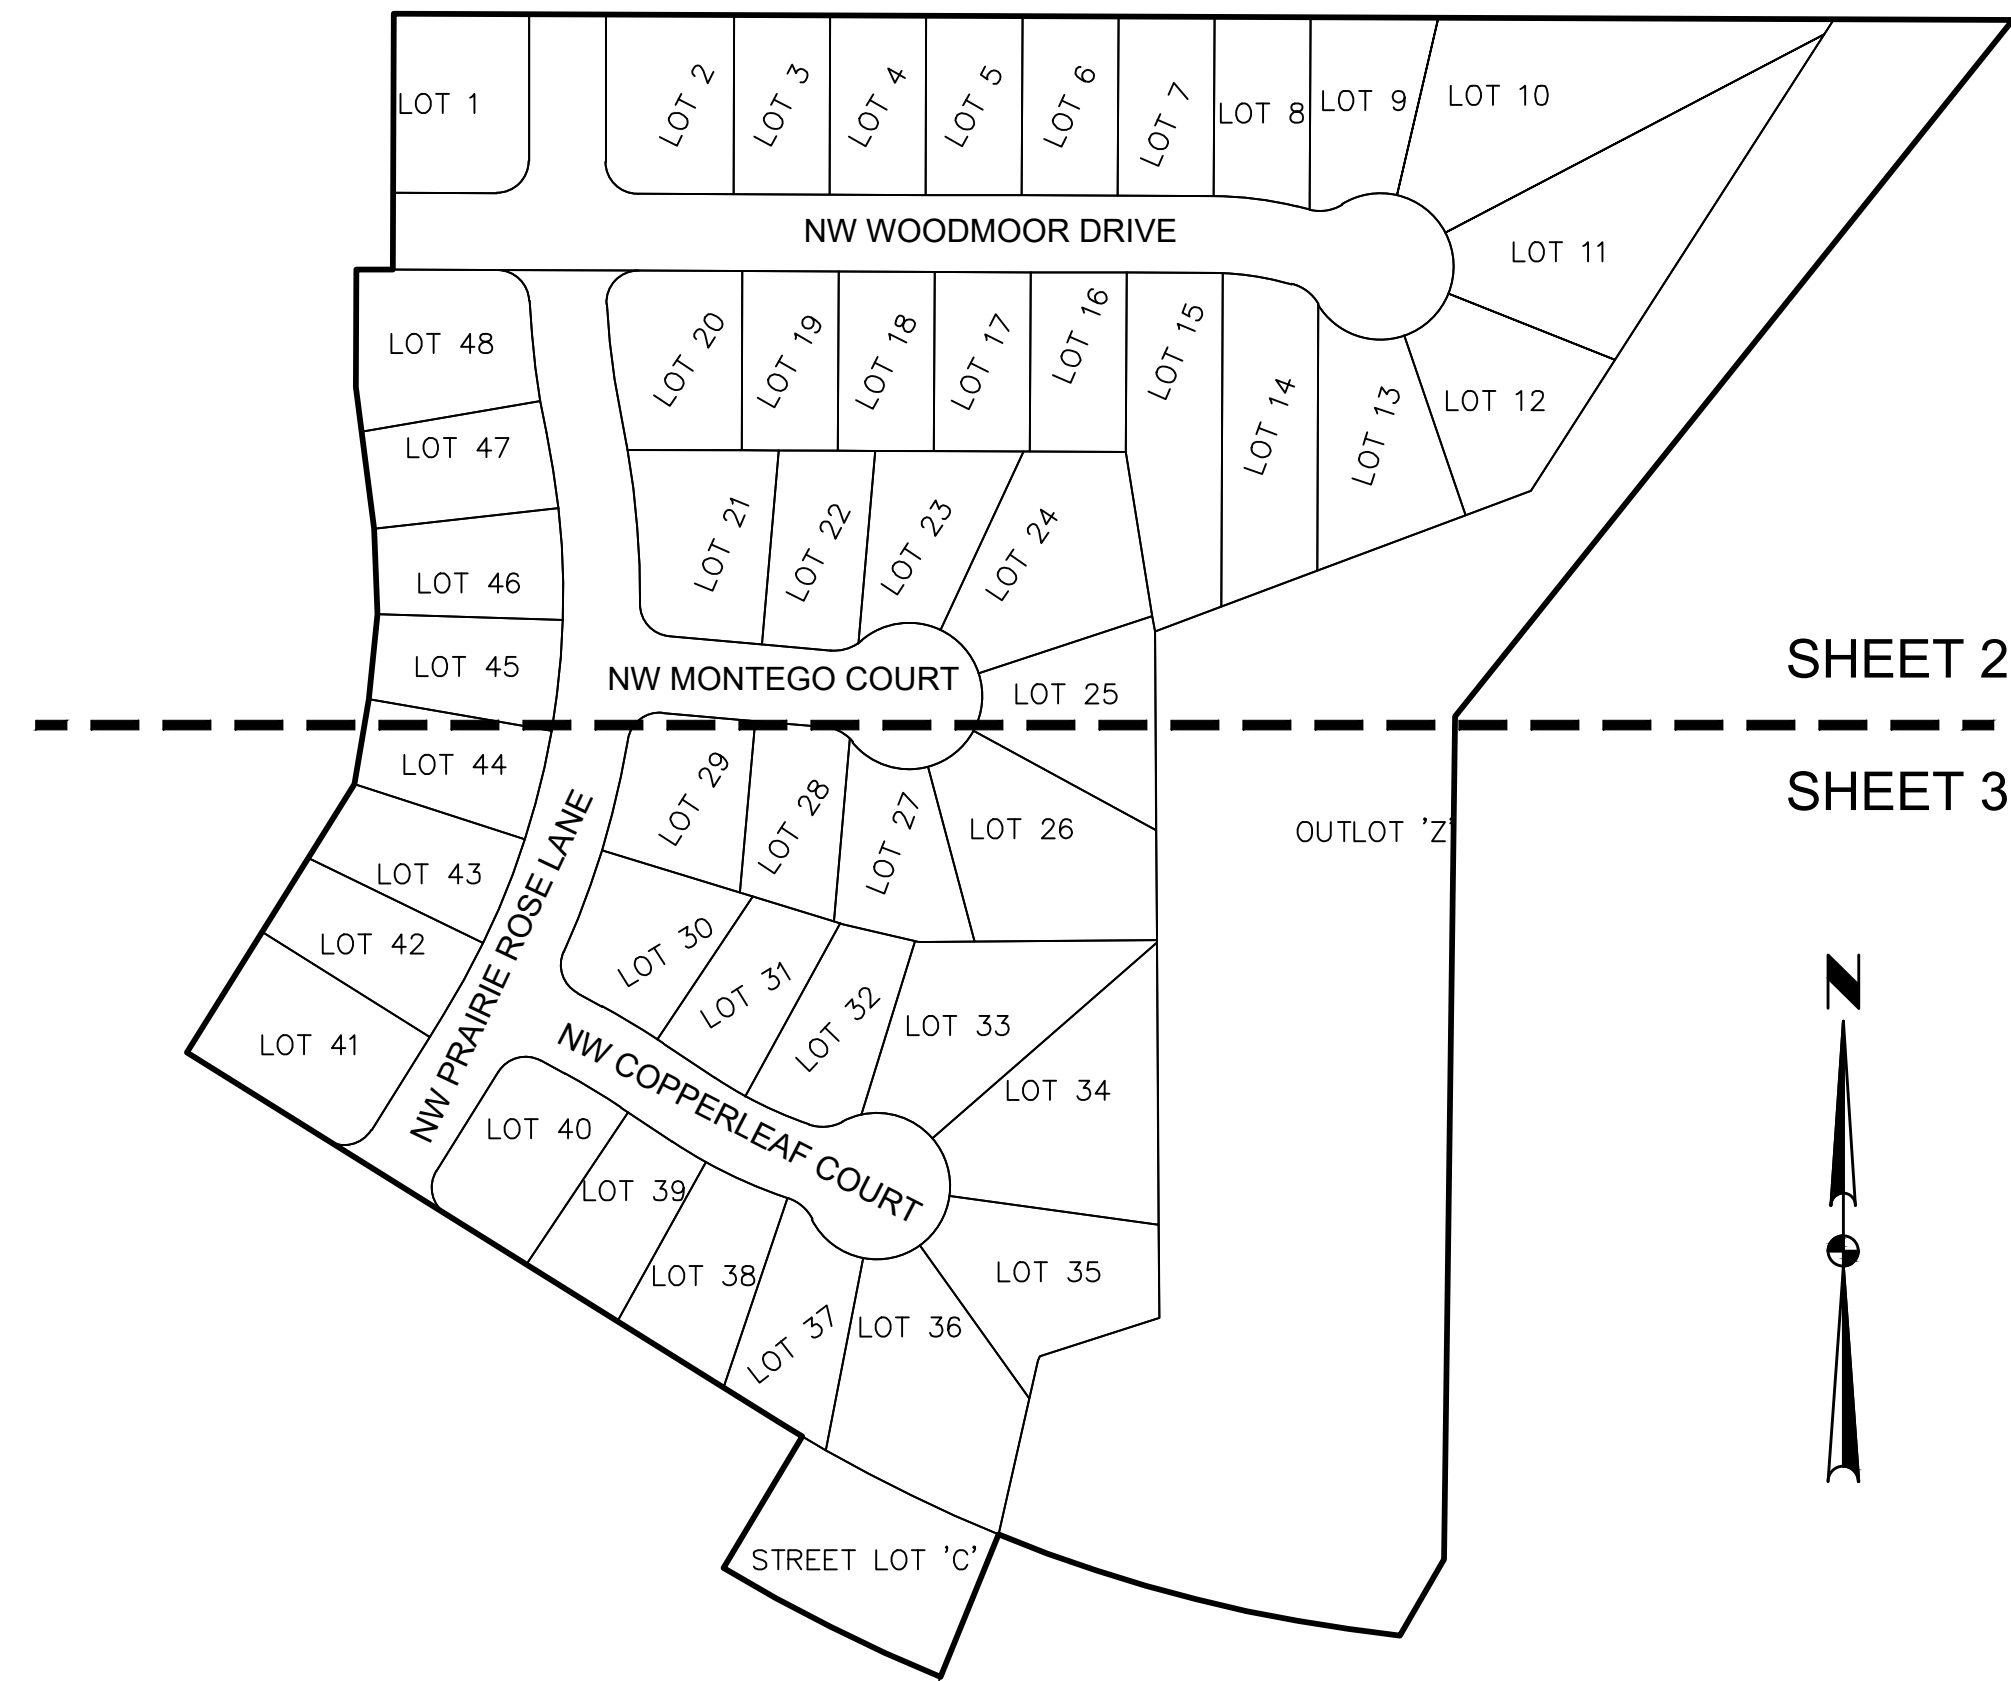 LOT 1
LOT 2
LOT 3
LOT 4
LOT 5
LOT 6
LOT 7
LOT 8
LOT 9
LOT 10
NW WOODMOOR DRIVE
LOT 11
LOT 48
LOT 20
LOT 19
LOT 18
LOT 17
LOT 16
LOT 15
LOT 14
LOT 13
LOT 12
LOT 47
LOT 21
LOT 22
LOT 23
LOT 24
LOT 46
LOT 45
NW MONTEGO COURT
LOT 25
SHEET 2
LOT 44
LOT 29
LOT 28
LOT 27
LOT 26
OUTLOT 'Z'
SHEET 3
LOT 43
NW PRAIRIE ROSE LANE
LOT 42
LOT 30
LOT 31
LOT 32
LOT 33
N
LOT 41
NW COPPERLEAF COURT
LOT 34
LOT 40
LOT 39
LOT 38
LOT 37
LOT 36
LOT 35
STREET LOT 'C'